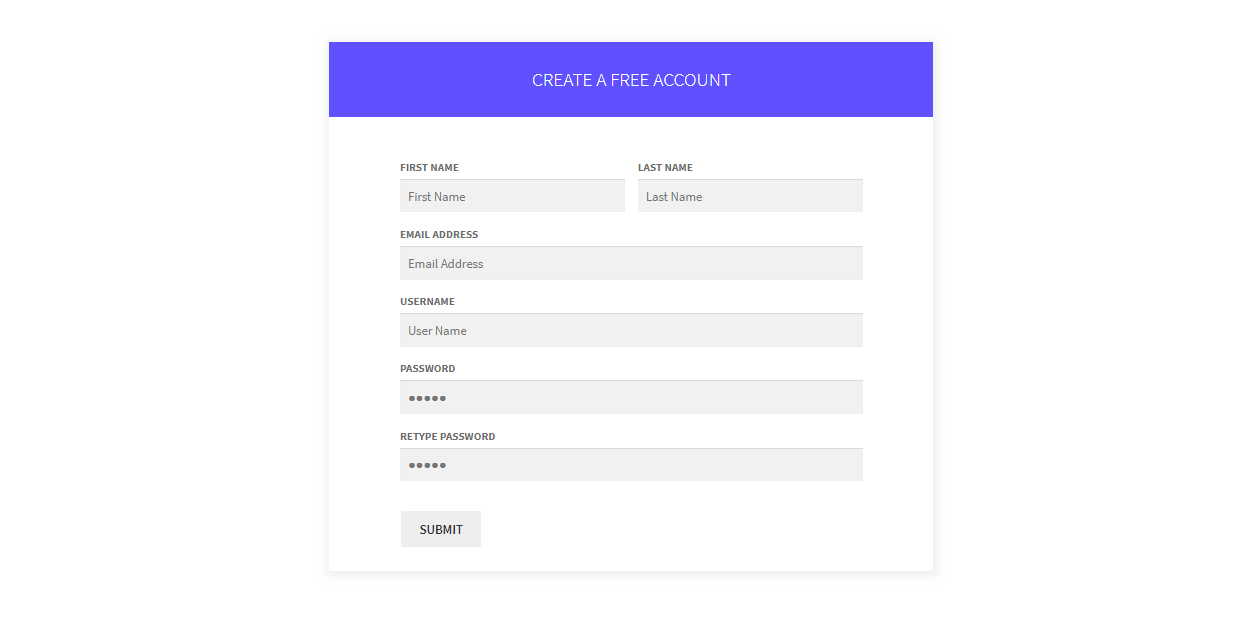 CREATE A FREE ACCOUNT
FIRST NAME LAST NAME
First Name Last Name
EMAIL ADDRESS
Email Address
USERNAME
User Name
PASSWORD
●●●●●
RETYPE PASSWORD
●●●●●
SUBMIT